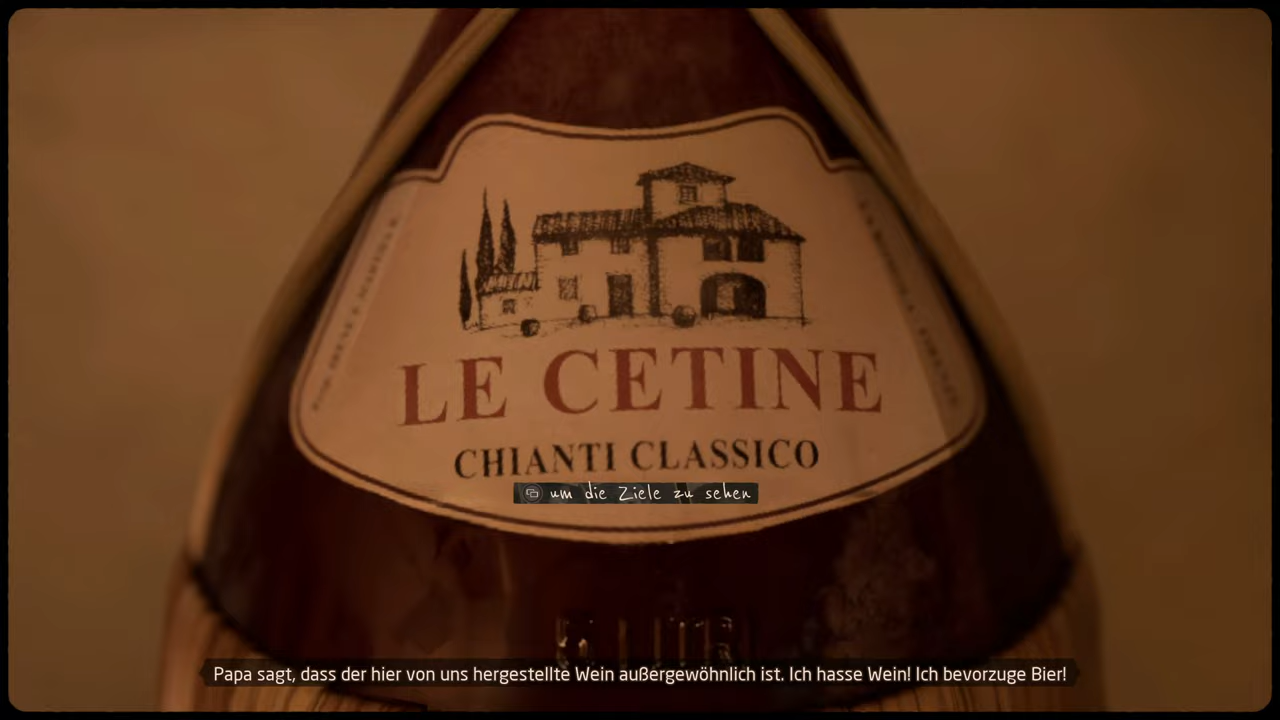 LE CETINE
CHIANTI CLASSICO
um die Ziele zu sehen
Papa sagt, dass der hier von uns hergestellte Wein außergewöhnlich ist. Ich hasse Wein! Ich bevorzuge Bier!